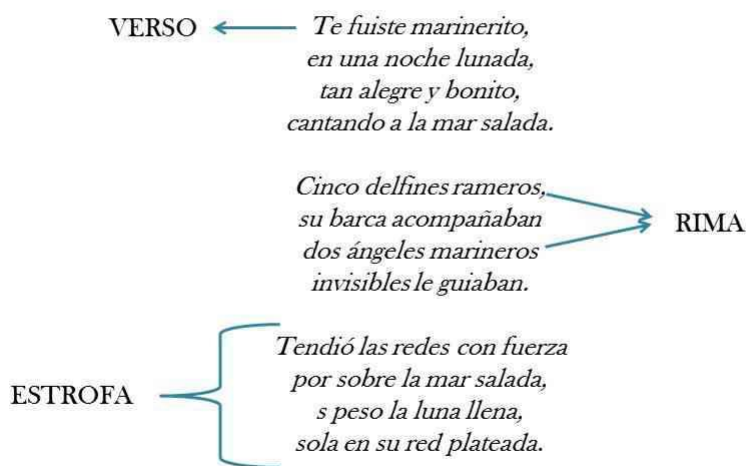 VERSO
Te fuiste marinerito,
en una noche lunada,
tan alegre y bonito,
cantando a la mar salada.
Cinco delfines rameros,
su barca acompañaban
dos ángeles marineros
invisibles le guiaban.
RIMA
ESTROFA
Tendió las redes con fuerza
por sobre la mar salada,
s peso la luna llena,
sola en su red plateada.